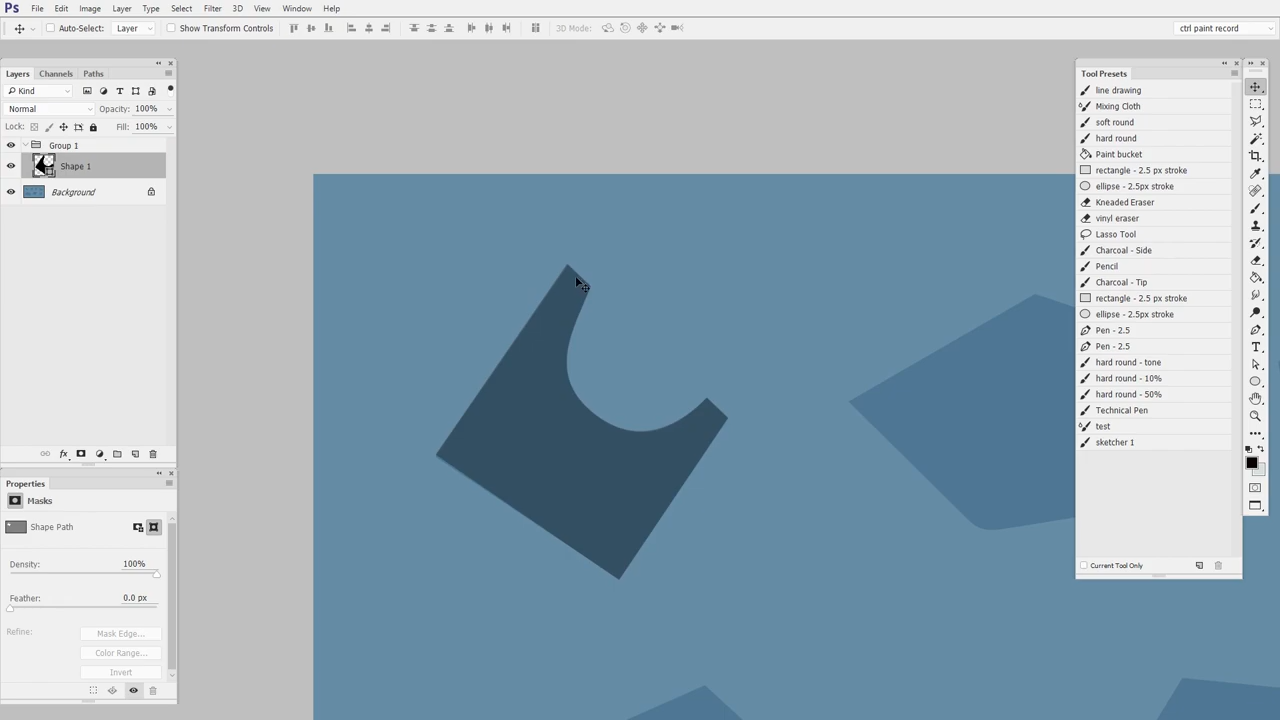 Ps File Edit Image Layer Type Select Filter 3D View Window Help
Auto-Select: Layer Show Transform Controls 3D Mode: ctrl paint record
Layers Channels Paths
Kind
Normal Opacity: 100%
Lock: Fill: 100%
Group 1
Shape 1
Background
fx
Properties
Masks
Shape Path
Density: 100%
Feather: 0.0 px
Refine: Mask Edge...
Color Range...
Invert
Tool Presets
line drawing
Mixing Cloth
soft round
hard round
Paint bucket
rectangle - 2.5 px stroke
ellipse - 2.5px stroke
Kneaded Eraser
vinyl eraser
Lasso Tool
Charcoal - Side
Pencil
Charcoal - Tip
rectangle - 2.5 px stroke
ellipse - 2.5px stroke
Pen - 2.5
Pen - 2.5
hard round - tone
hard round - 10%
hard round - 50%
Technical Pen
test
sketcher 1
Current Tool Only